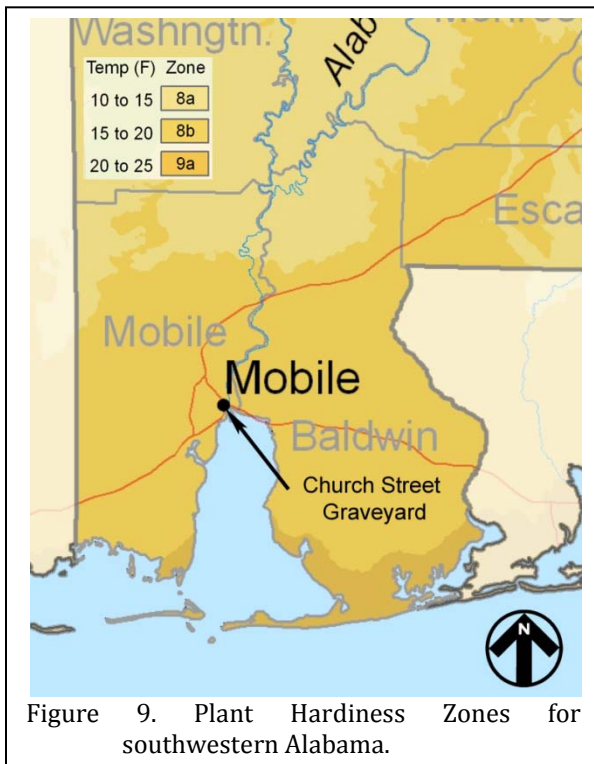 Washngtn.
Alab
Monroe
Temp (F) Zone
10 to 15 8a
15 to 20 8b
20 to 25 9a
Esca
Mobile
Mobile
Baldwin
Church Street
Graveyard
N
Figure 9. Plant Hardiness Zones for
southwestern Alabama.